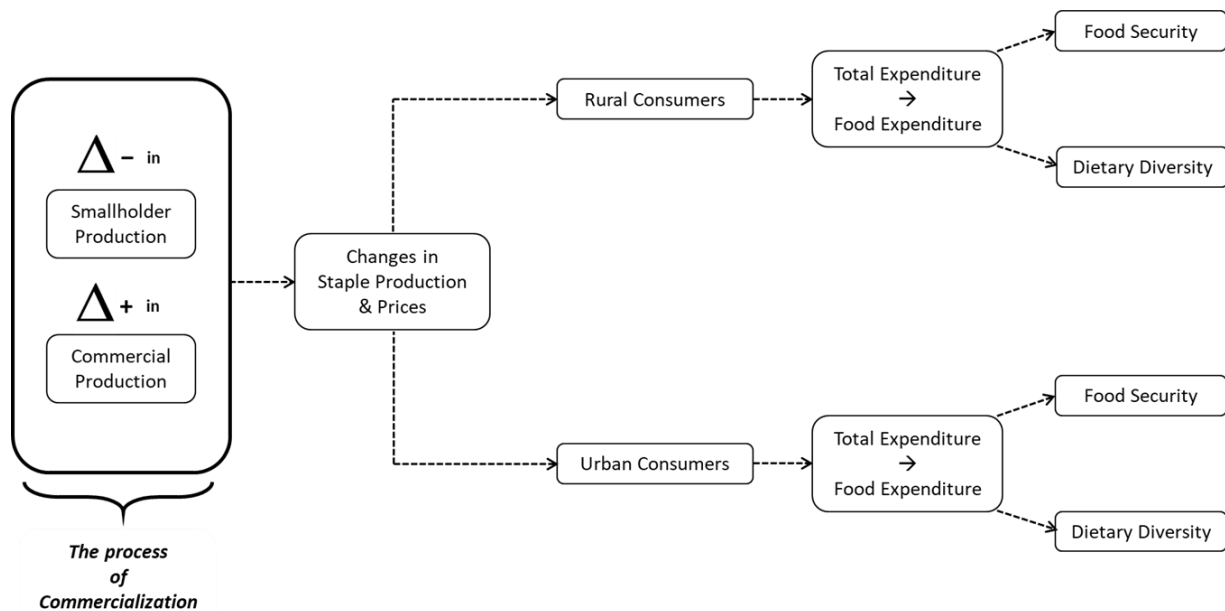 Δ - in
Smallholder
Production
Δ + in
Commercial
Production
The process
of
Commercialization
Changes in
Staple Production
& Prices
Rural Consumers
Total Expenditure
→
Food Expenditure
Food Security
Dietary Diversity
Urban Consumers
Total Expenditure
→
Food Expenditure
Food Security
Dietary Diversity